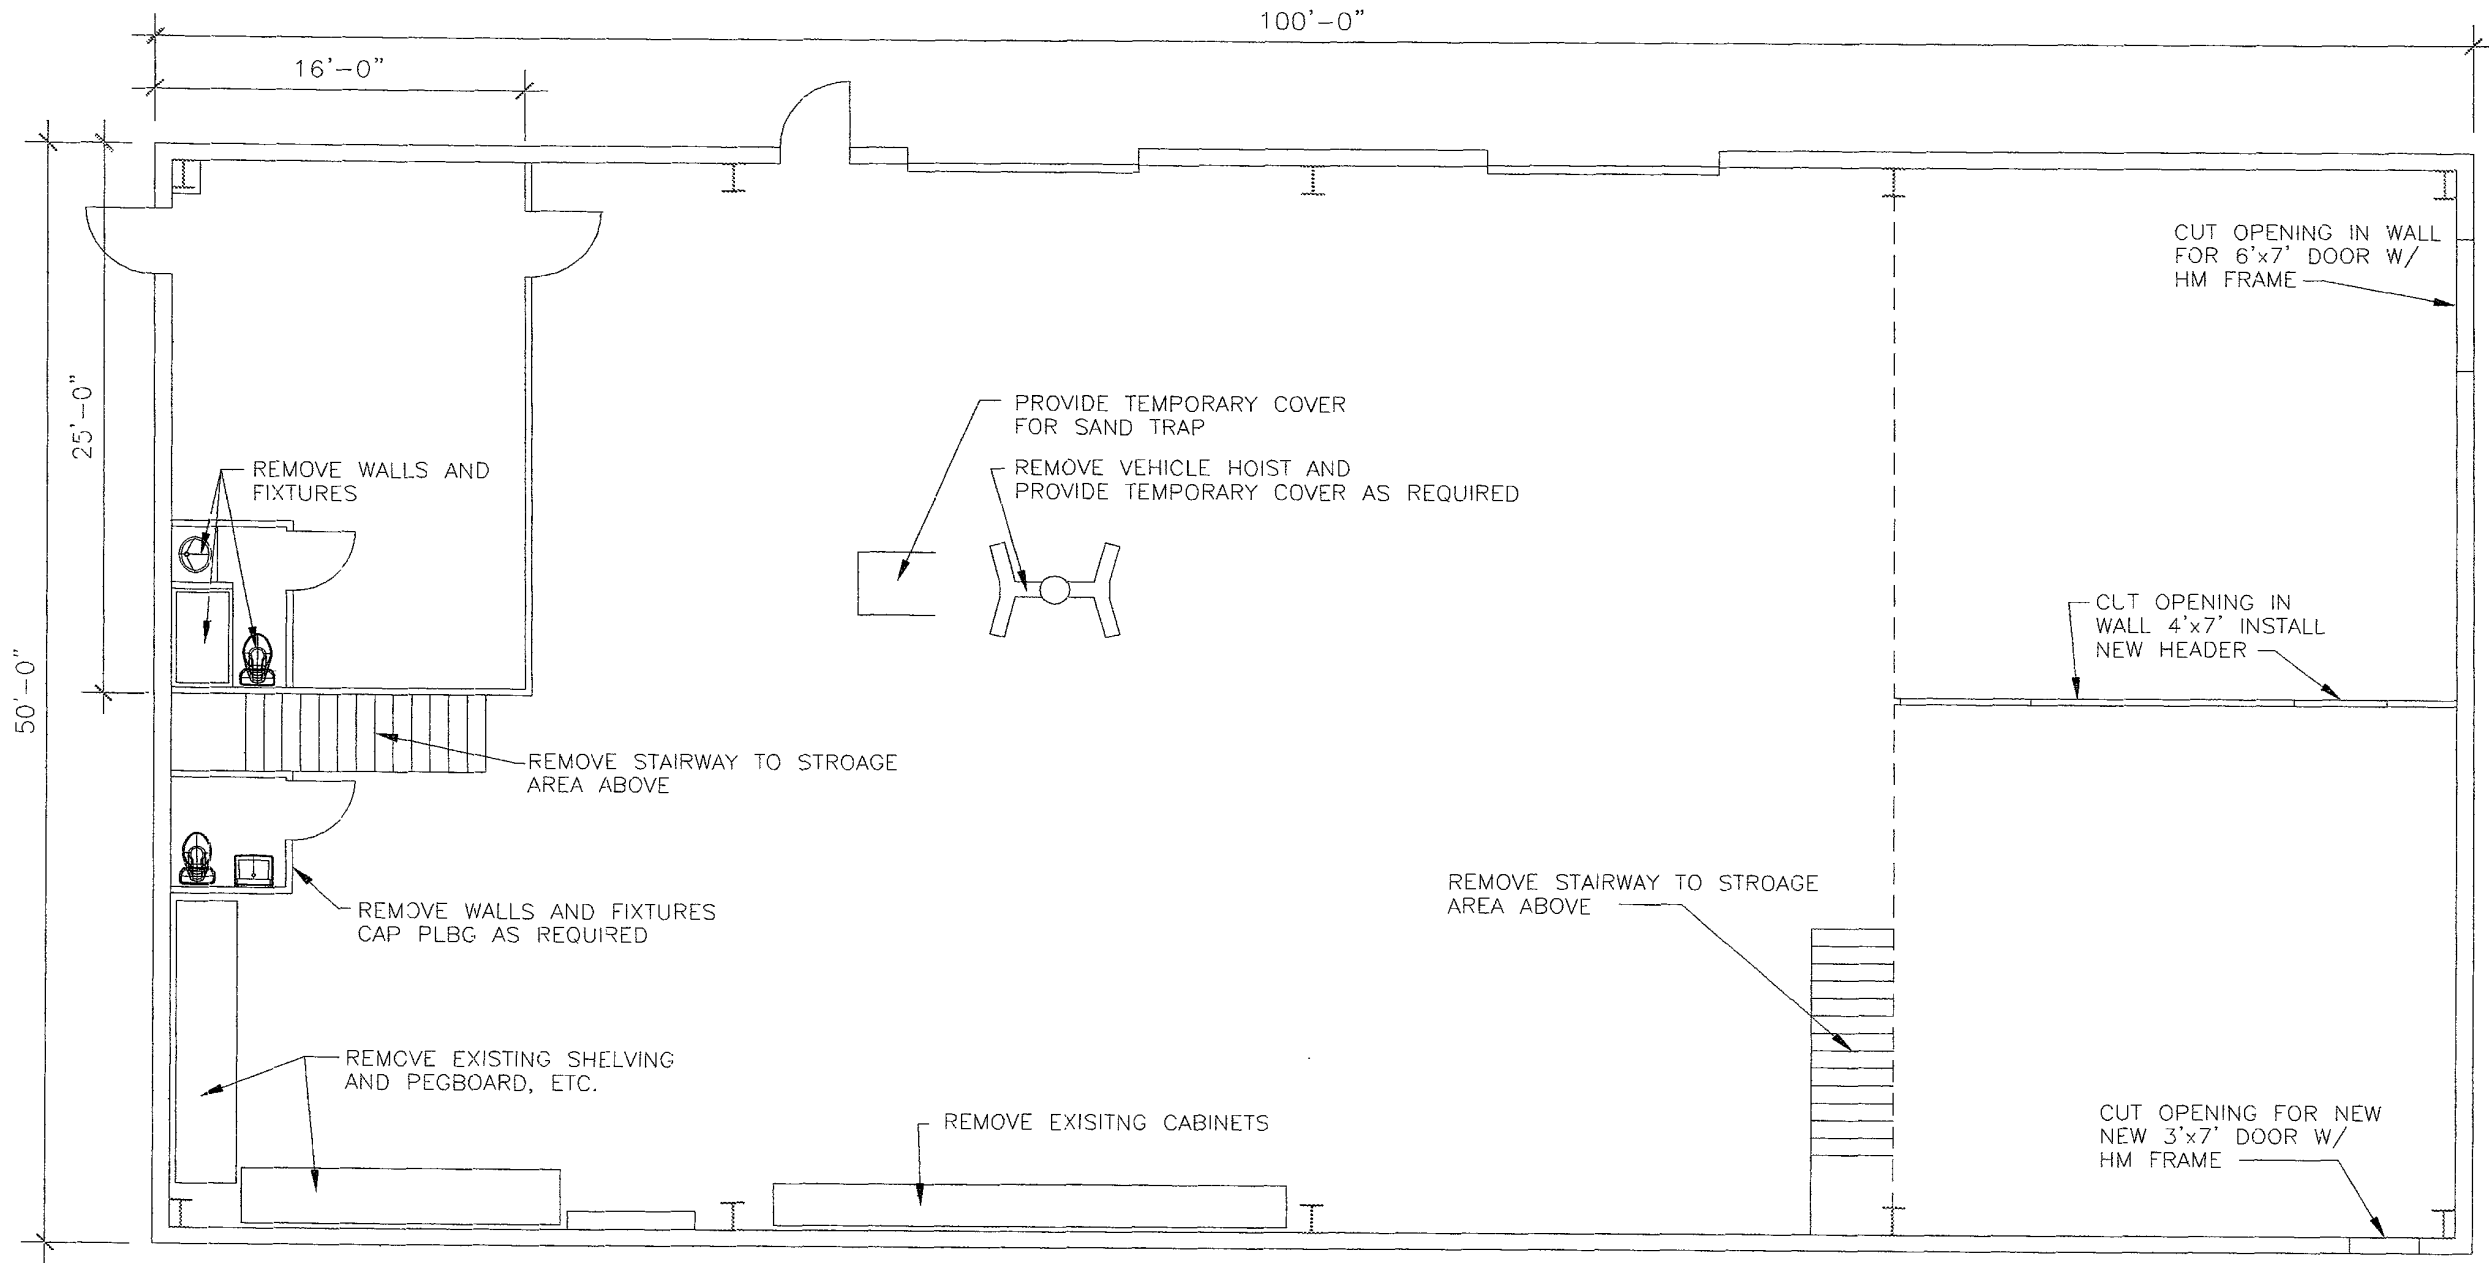 100'-0"
16'-0"
CUT OPENING IN WALL
FOR 6'x7' DOOR W/
HM FRAME
25'-0"
PROVIDE TEMPORARY COVER
FOR SAND TRAP
REMOVE WALLS AND
FIXTURES
REMOVE VEHICLE HOIST AND
PROVIDE TEMPORARY COVER AS REQUIRED
CUT OPENING IN
WALL 4'x7' INSTALL
NEW HEADER
50'-0"
REMOVE STAIRWAY TO STROAGE
AREA ABOVE
REMOVE STAIRWAY TO STROAGE
AREA ABOVE
REMOVE WALLS AND FIXTURES
CAP PLBG AS REQUIRED
REMOVE EXISTING SHELVING
AND PEGBOARD, ETC.
REMOVE EXISITNG CABINETS
CUT OPENING FOR NEW
NEW 3'x7' DOOR W/
HM FRAME